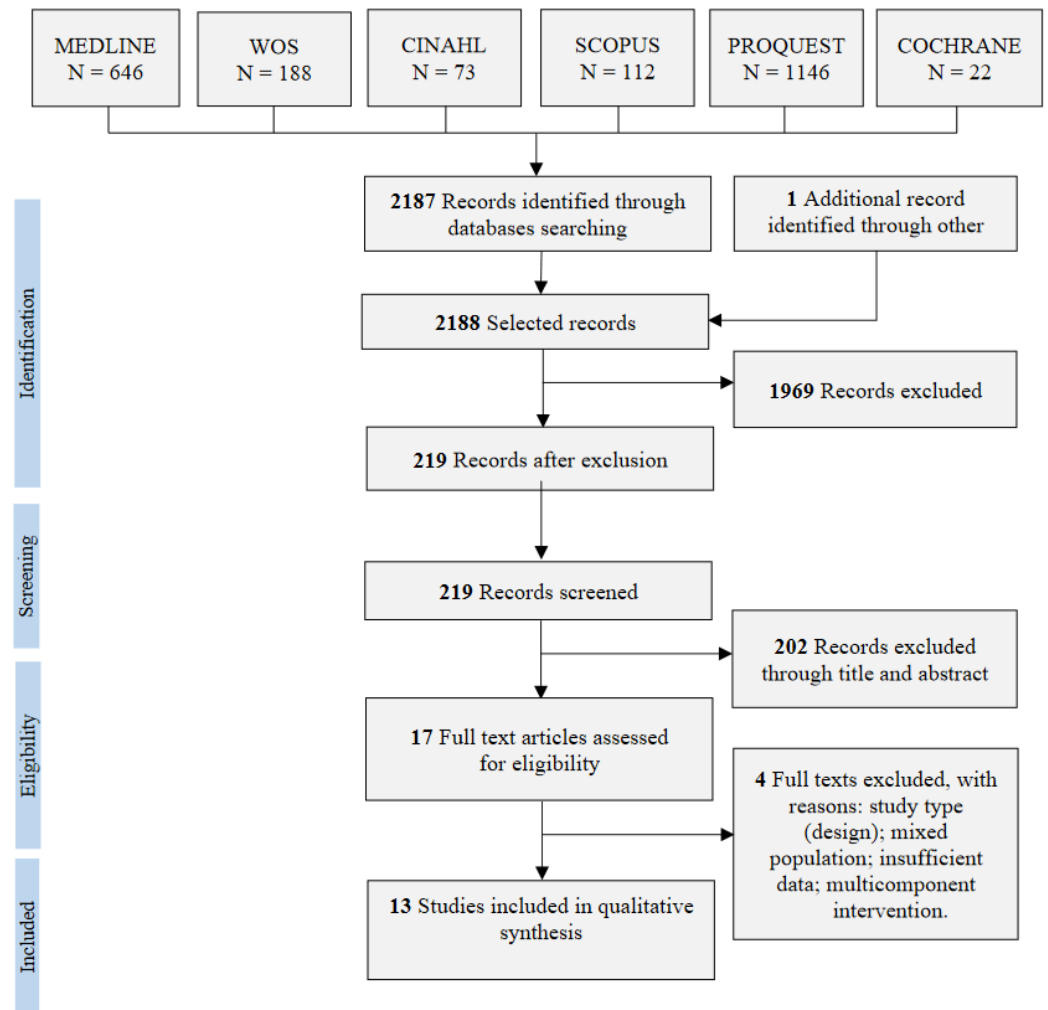 MEDLINE
N = 646
WOS
N = 188
CINAHL
N = 73
SCOPUS
N = 112
PROQUEST
N = 1146
COCHRANE
N = 22
2187 Records identified through
databases searching
1 Additional record
identified through other
2188 Selected records
1969 Records excluded
219 Records after exclusion
Identification
219 Records screened
Screening
202 Records excluded
through title and abstract
17 Full text articles assessed
for eligibility
Eligibility
4 Full texts excluded, with
reasons: study type
(design); mixed
population; insufficient
data; multicomponent
intervention.
13 Studies included in qualitative
synthesis
Included